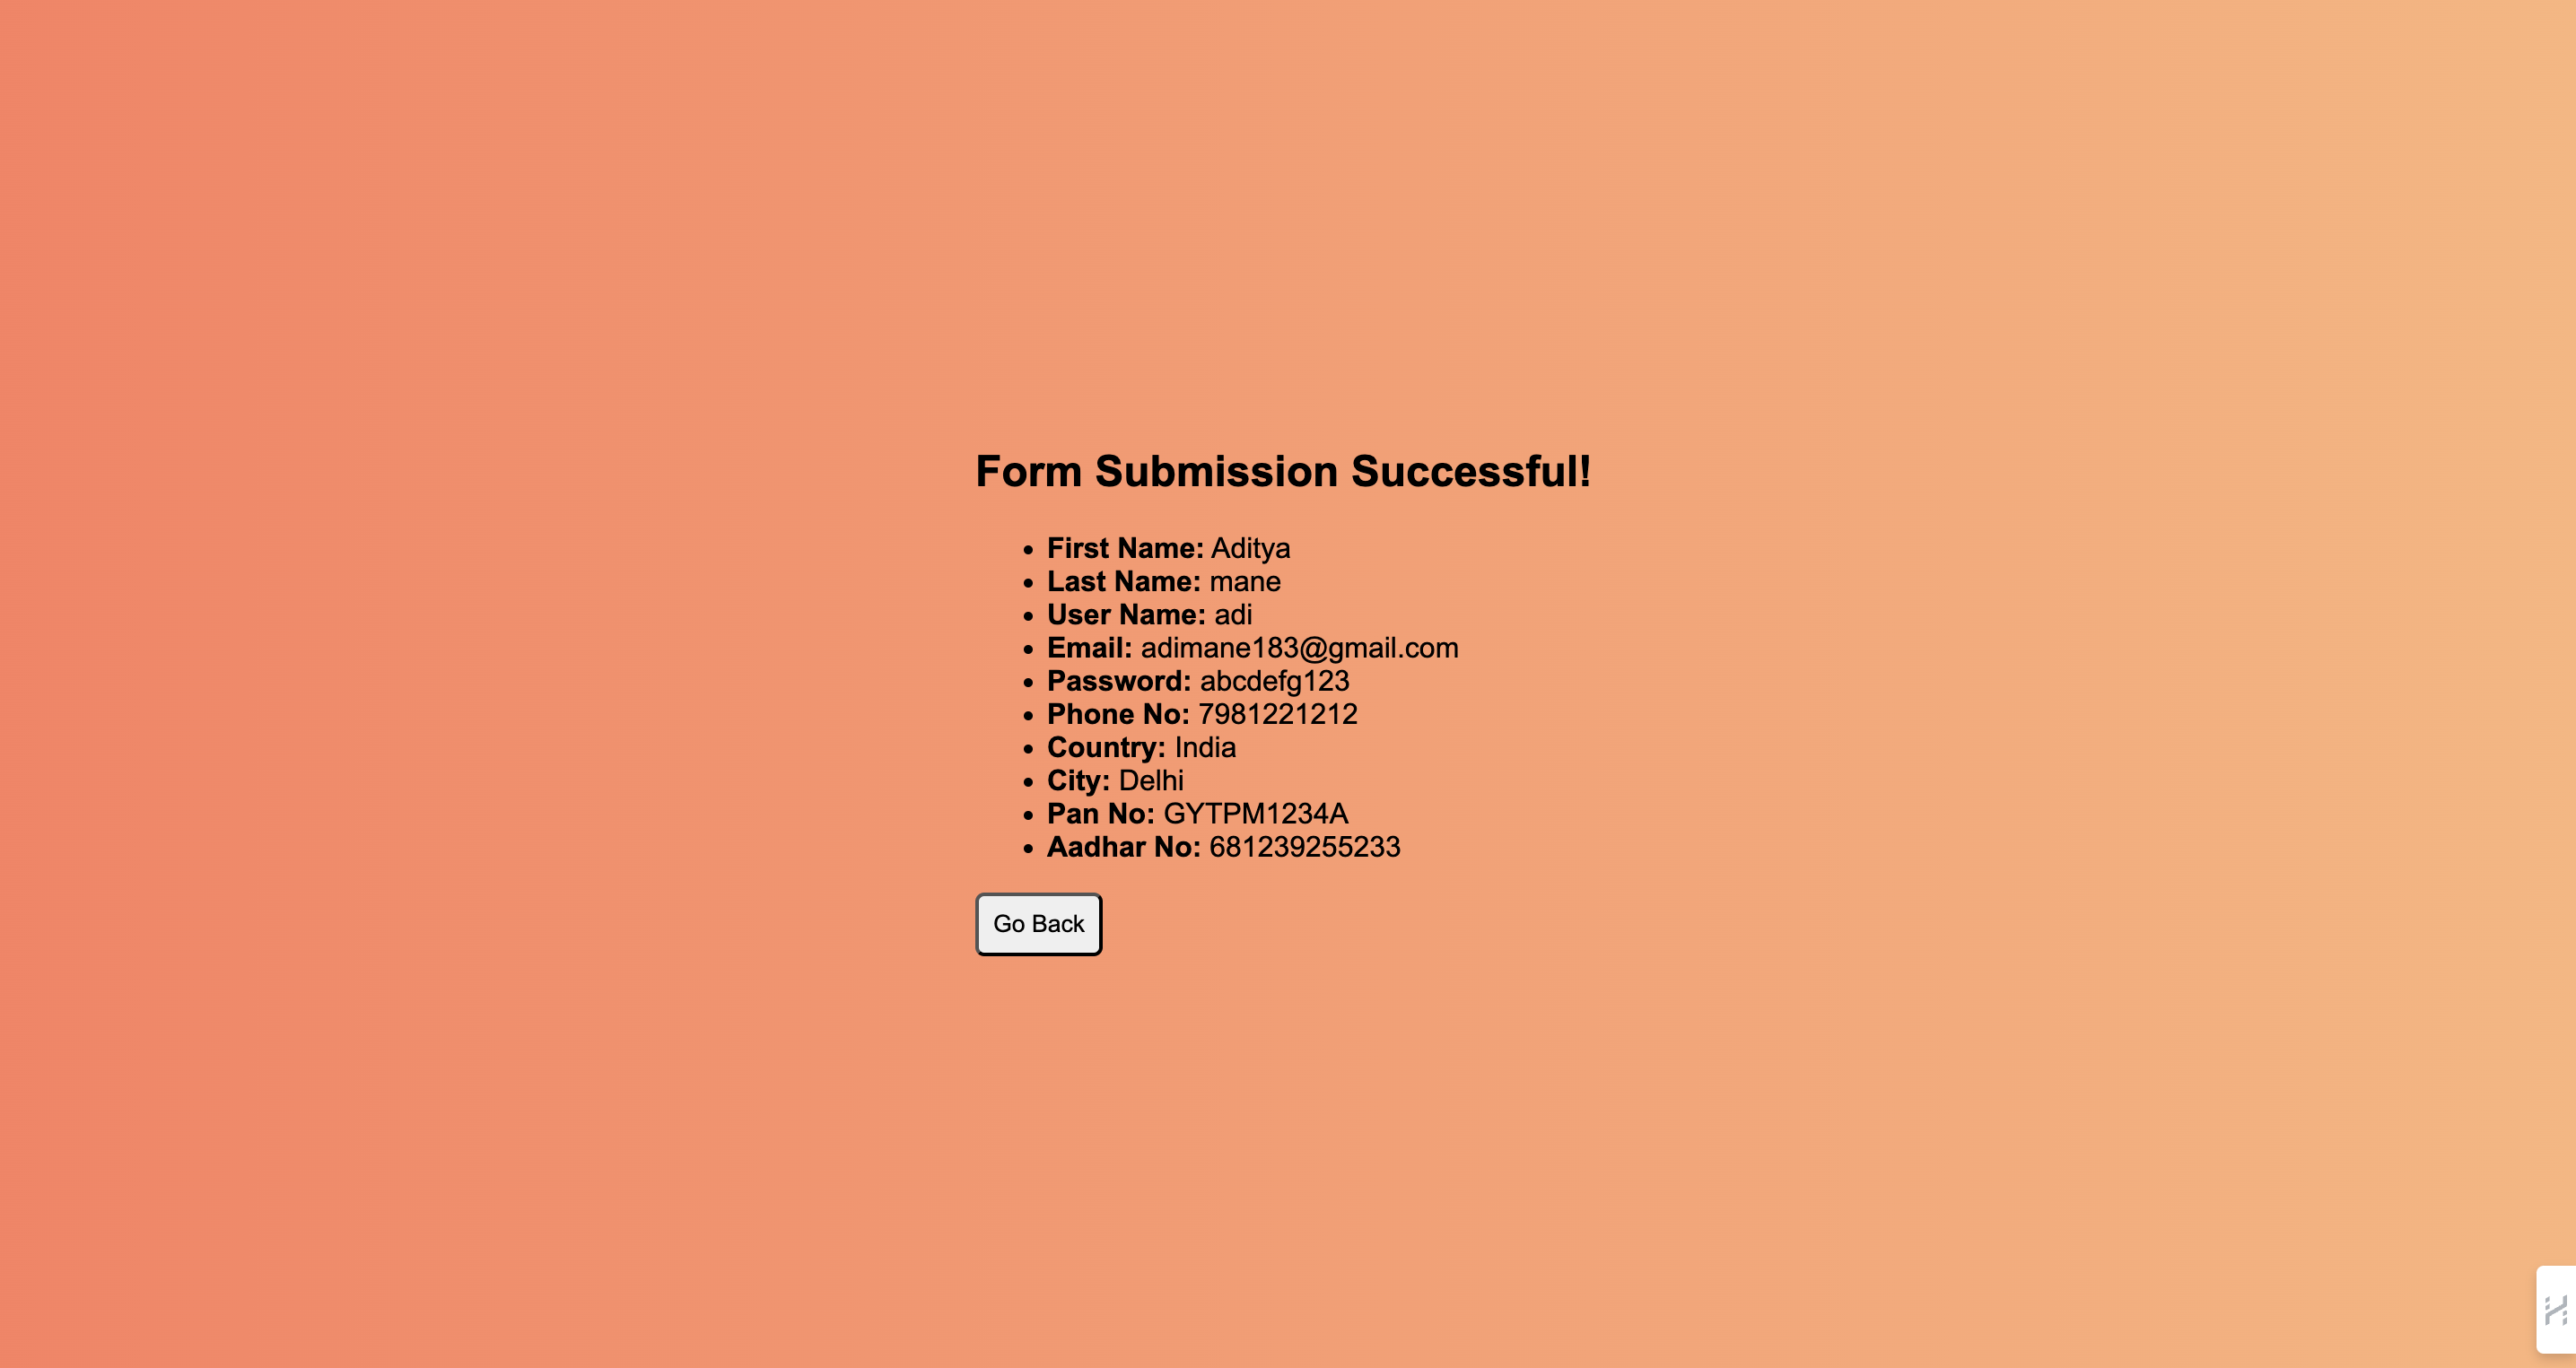 Form Submission Successful!
First Name: Aditya
Last Name: mane
User Name: adi
Email: adimane183@gmail.com
Password: abcdefg123
Phone No: 7981221212
Country: India
City: Delhi
Pan No: GYTPM1234A
Aadhar No: 681239255233
Go Back